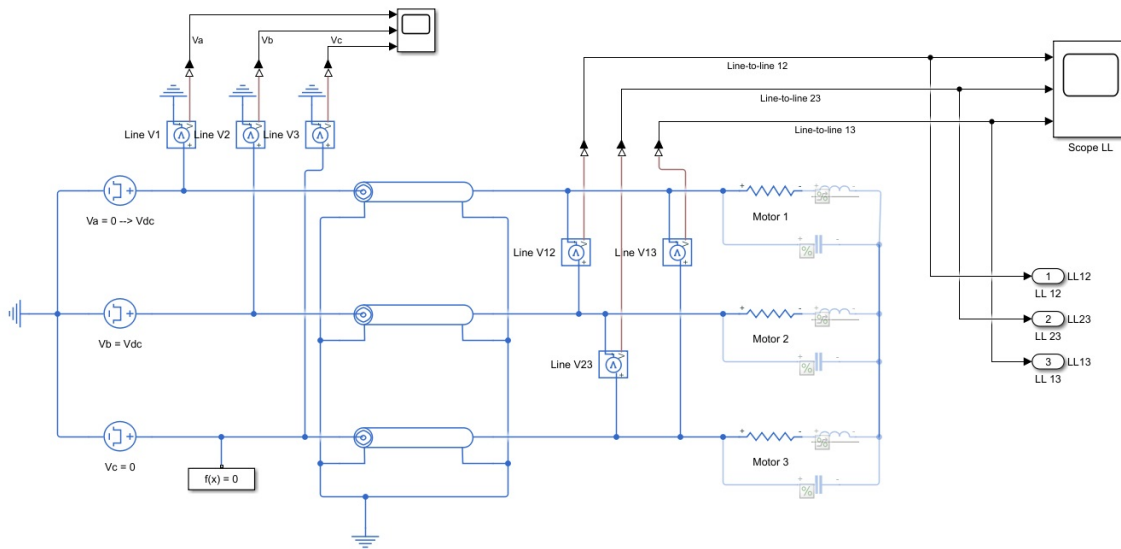 Va
Vb
Vc
Line V1
Line V2
Line V3
Line-to-line 12
Line-to-line 23
Line-to-line 13
Scope LL
Va = 0 --> Vdc
Motor 1
Line V12
Line V13
1
LL12
LL 12
Vb = Vdc
Motor 2
2
LL23
LL 23
Line V23
3
LL13
LL 13
Vc = 0
f(x) = 0
Motor 3